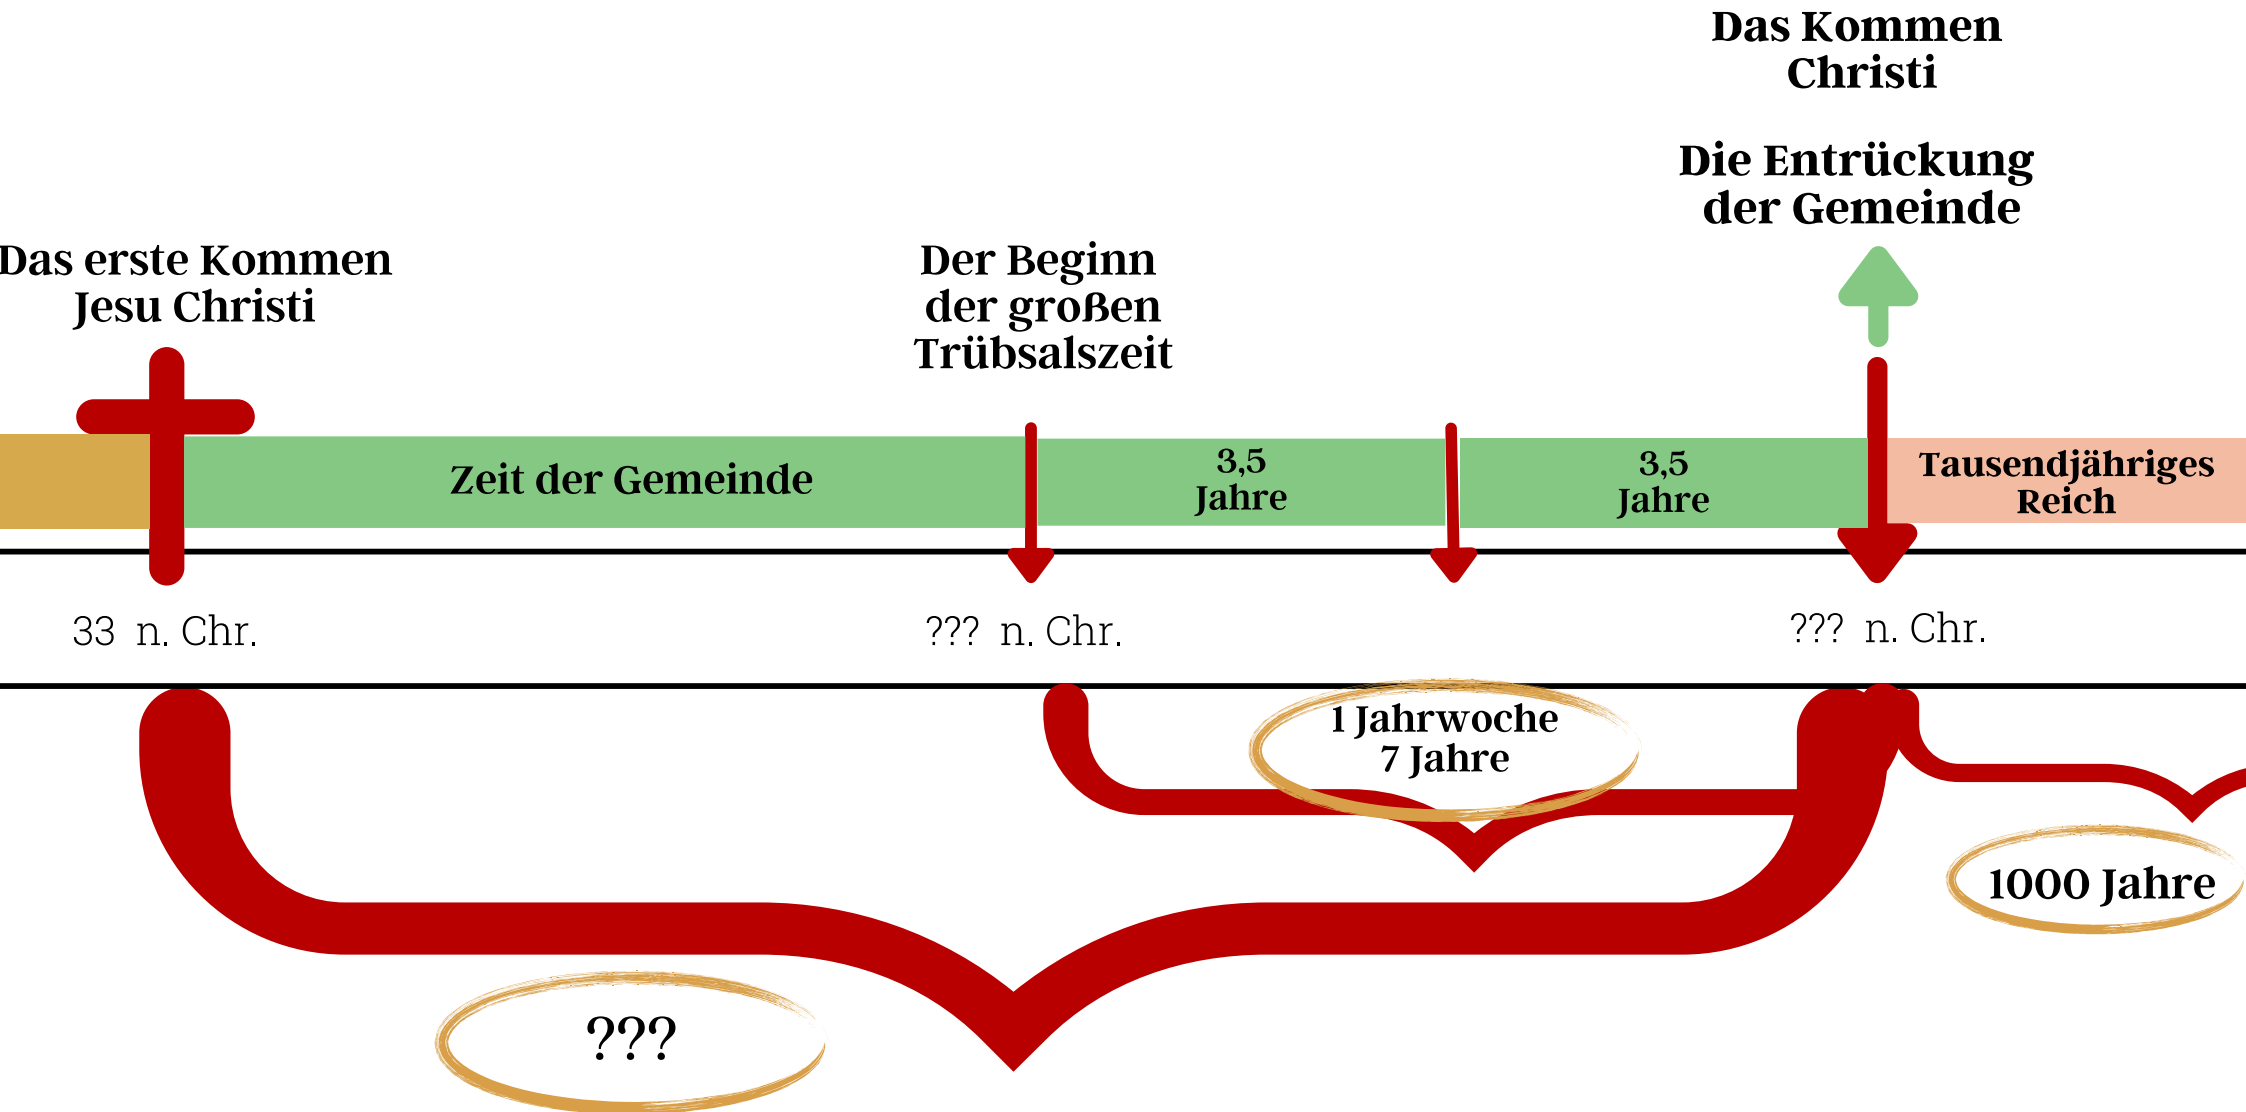 Das Kommen
Christi
Die Entrückung
der Gemeinde
Das erste Kommen
Jesu Christi
Der Beginn
der großen
Trübsalszeit
Zeit der Gemeinde
3,5
Jahre
3,5
Jahre
Tausendjähriges
Reich
33 n. Chr.
??? n. Chr.
??? n. Chr.
1 Jahrwoche
7 Jahre
1000 Jahre
???